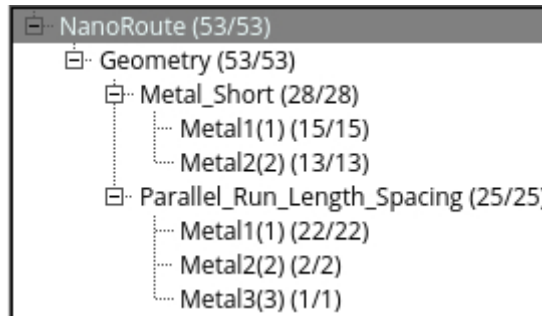 NanoRoute (53/53)
Geometry (53/53)
Metal_Short (28/28)
Metal1(1) (15/15)
Metal2(2) (13/13)
Parallel_Run_Length_Spacing (25/25)
Metal1(1) (22/22)
Metal2(2) (2/2)
Metal3(3) (1/1)